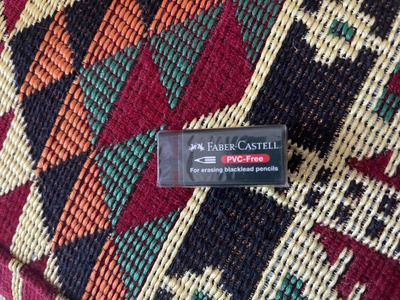 FABER-CASTELL
PVC-Free
For erasing blacklead pencils